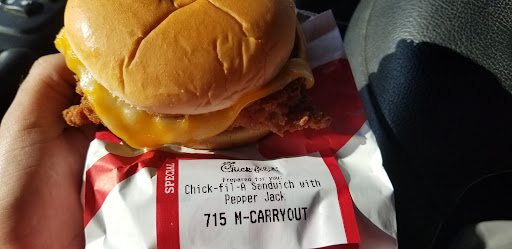 Chick-fil-A
Prepared for you:
SPECIAL
Chick-fil-A Sandwich with
Pepper Jack
715 M-CARRYOUT